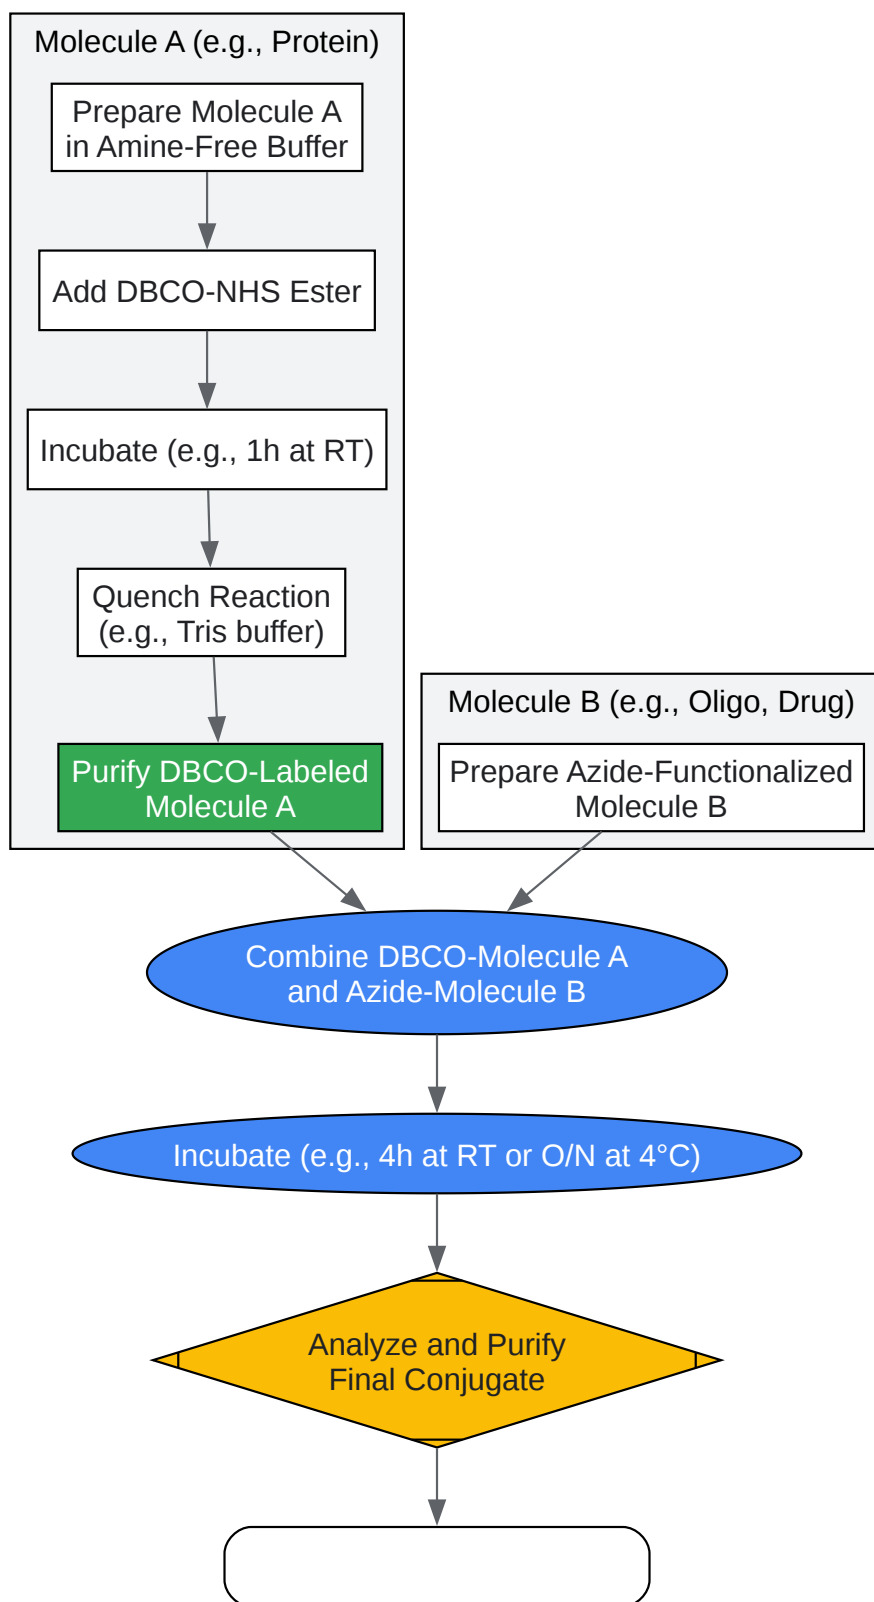 Molecule A (e.g., Protein)
Prepare Molecule A
in Amine-Free Buffer
Add DBCO-NHS Ester
Incubate (e.g., 1h at RT)
Quench Reaction
(e.g., Tris buffer)
Purify DBCO-Labeled
Molecule A
Molecule B (e.g., Oligo, Drug)
Prepare Azide-Functionalized
Molecule B
Combine DBCO-Molecule A
and Azide-Molecule B
Incubate (e.g., 4h at RT or O/N at 4°C)
Analyze and Purify
Final Conjugate